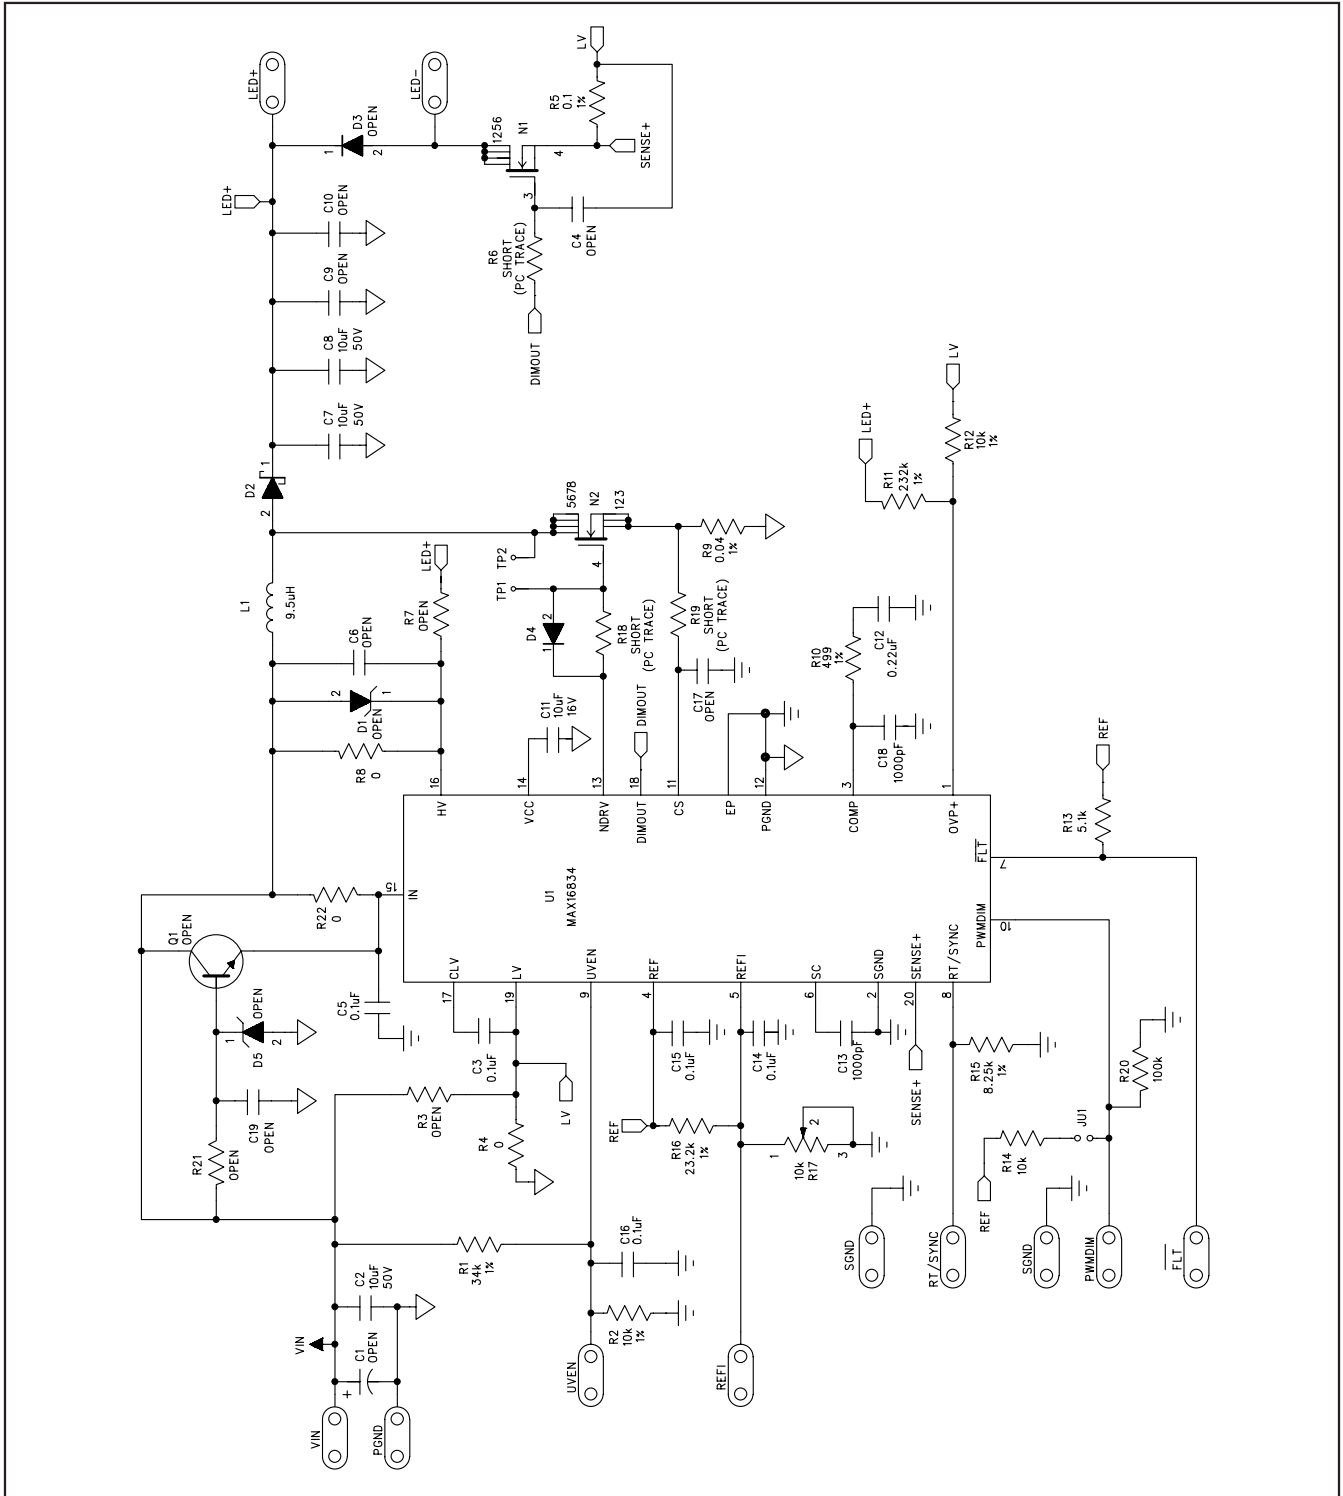 LED+
LED-
D3
OPEN
1
2
LED+
C10
OPEN
C9
OPEN
C8
10uF
50V
C7
10uF
50V
D2
1
2
L1
9.5uH
1256
N1
3
4
LV
R5
0.1
1%
SENSE+
R6
SHORT
(PC TRACE)
C4
OPEN
DIMOUT
LED+
R7
OPEN
C6
OPEN
D1
OPEN
2
1
R8
0
TP2
TP1
5678
N2
123
4
D4
1
2
R18
SHORT
(PC TRACE)
R9
0.04
1%
R19
SHORT
(PC TRACE)
C17
OPEN
C11
10uF
16V
DIMOUT
R10
499
1%
C12
0.22uF
C18
1000pF
LED+
R11
232k
1%
LV
R12
10k
1%
REF
R13
5.1k
16
HV
14
VCC
13
NDRV
18
DIMOUT
11
CS
EP
12
PGND
3
COMP
1
OVP+
FLT
7
PWMDIM
10
15
IN
U1
MAX16834
17
CLV
19
LV
9
UVEN
4
REF
5
REFI
6
SC
2
SGND
20
SENSE+
8
RT/SYNC
R22
0
Q1
OPEN
C5
0.1uF
D5
OPEN
1
2
C19
OPEN
R21
OPEN
C3
0.1uF
R3
OPEN
R4
0
LV
C15
0.1uF
C14
0.1uF
C13
1000pF
SENSE+
REF
R16
23.2k
1%
1
2
3
10k
R17
R15
8.25k
1%
R20
100k
JU1
R14
10k
REF
R1
34k
1%
C16
0.1uF
R2
10k
1%
C2
10uF
50V
VIN
C1
OPEN
+
VIN
PGND
UVEN
REFI
SGND
RT/SYNC
SGND
PWMDIM
FLT